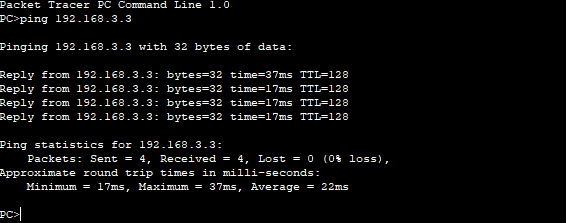 Packet Tracer PC Command Line 1.0
PC>ping 192.168.3.3
Pinging 192.168.3.3 with 32 bytes of data:
Reply from 192.168.3.3: bytes=32 time=37ms TTL=128
Reply from 192.168.3.3: bytes=32 time=17ms TTL=128
Reply from 192.168.3.3: bytes=32 time=17ms TTL=128
Reply from 192.168.3.3: bytes=32 time=17ms TTL=128
Ping statistics for 192.168.3.3:
Packets: Sent = 4, Received = 4, Lost = 0 (0% loss),
Approximate round trip times in milli-seconds:
Minimum = 17ms, Maximum = 37ms, Average = 22ms
PC>